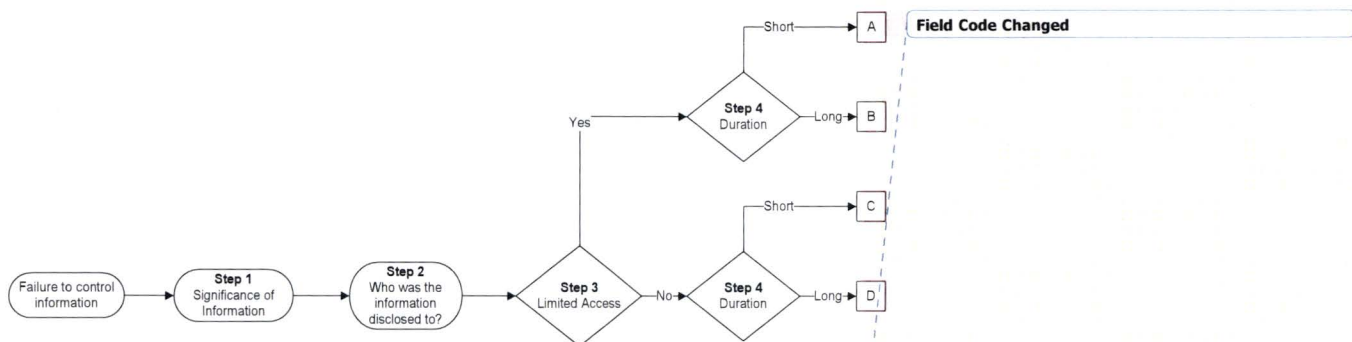 Short
A
Field Code Changed
Step 4
Duration
Yes
Long
B
Short
C
Failure to control
information
Step 1
Significance of
Information
Step 2
Who was the
information
disclosed to?
Step 3
Limited Access
No
Step 4
Duration
Long
D